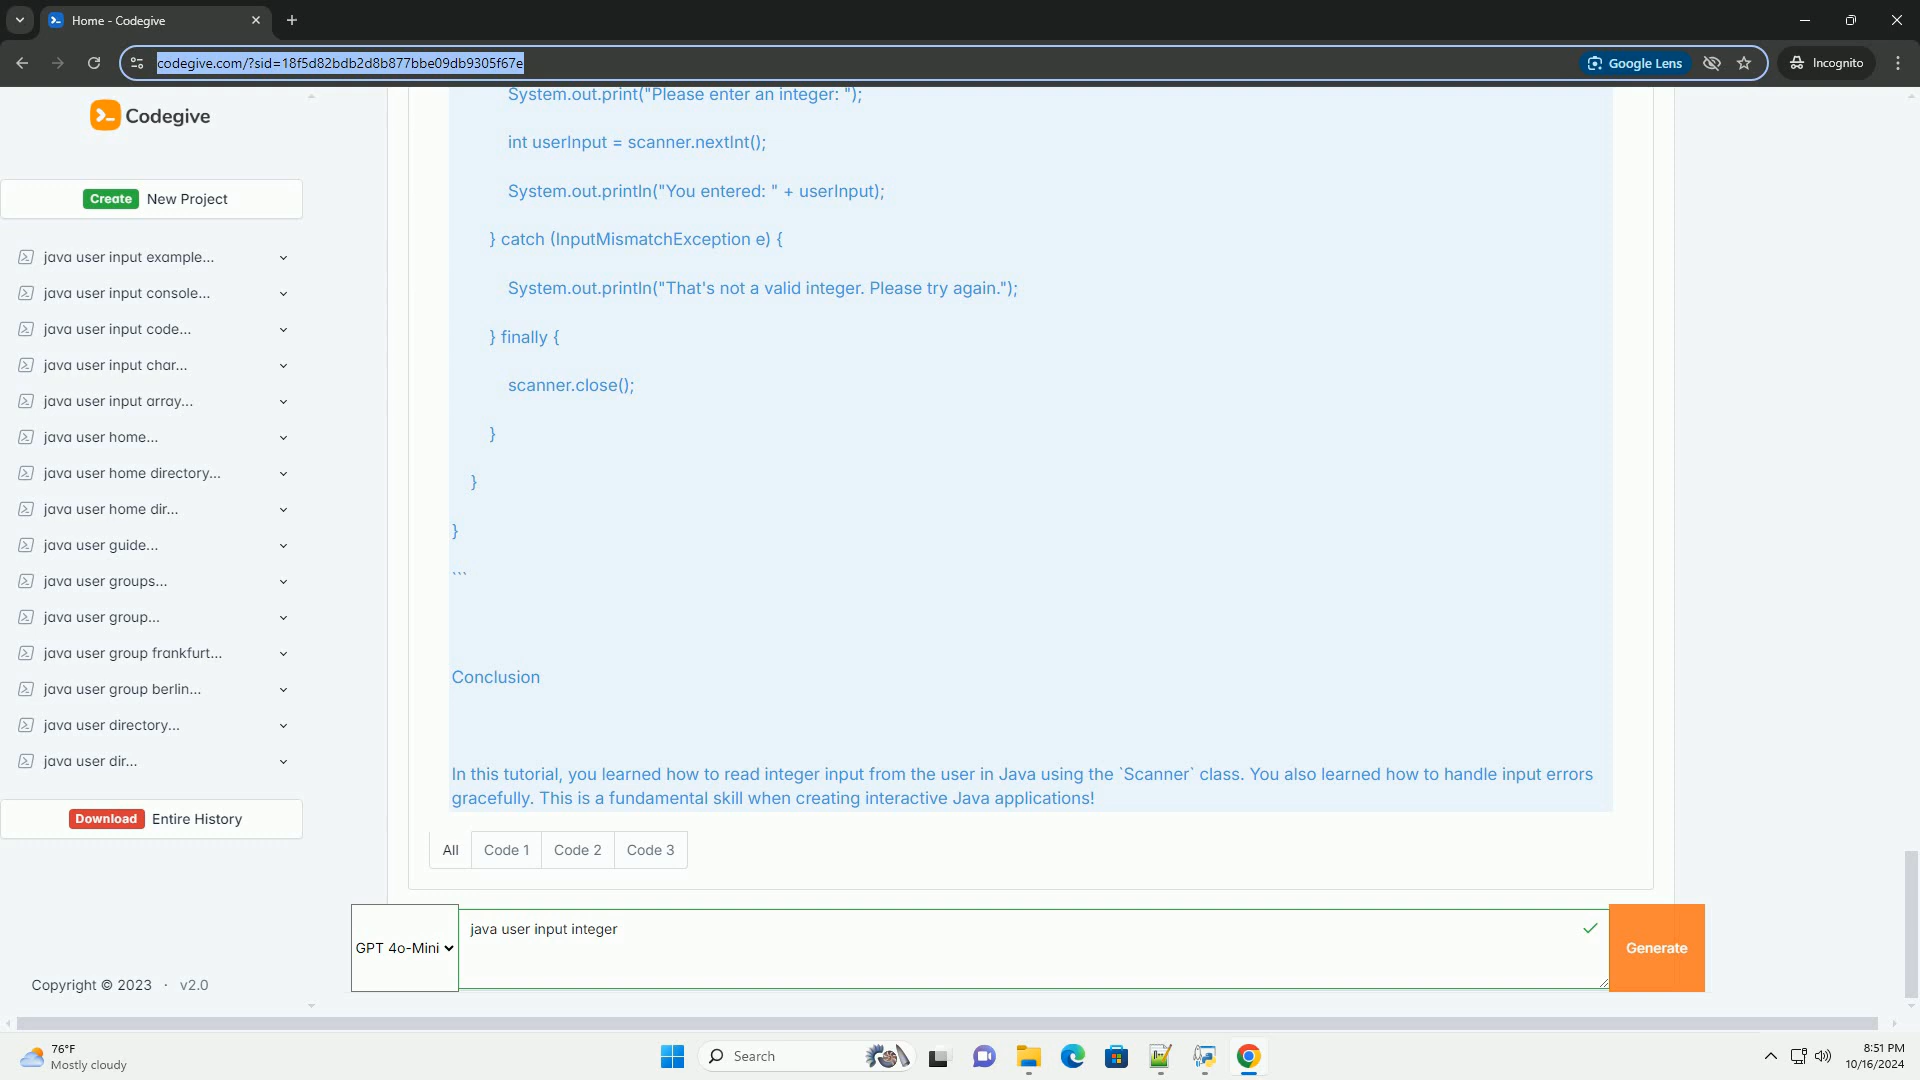 Home - Codegive
codegive.com/?sid=18f5d82bdb2d8b877bbe09db9305f67e
Google Lens
Incognito
Codegive
Create New Project
java user input example...
java user input console...
java user input code...
java user input char...
java user input array...
java user home...
java user home directory...
java user home dir...
java user guide...
java user groups...
java user group...
java user group frankfurt...
java user group berlin...
java user directory...
java user dir...
Download Entire History
Copyright © 2023 · v2.0
System.out.print("Please enter an integer: ");
int userInput = scanner.nextInt();
System.out.println("You entered: " + userInput);
} catch (InputMismatchException e) {
System.out.println("That's not a valid integer. Please try again.");
} finally {
scanner.close();
}
}
}
```
Conclusion
In this tutorial, you learned how to read integer input from the user in Java using the `Scanner` class. You also learned how to handle input errors
gracefully. This is a fundamental skill when creating interactive Java applications!
All Code 1 Code 2 Code 3
GPT 4o-Mini
java user input integer
Generate
76°F
Mostly cloudy
Search
8:51 PM
10/16/2024